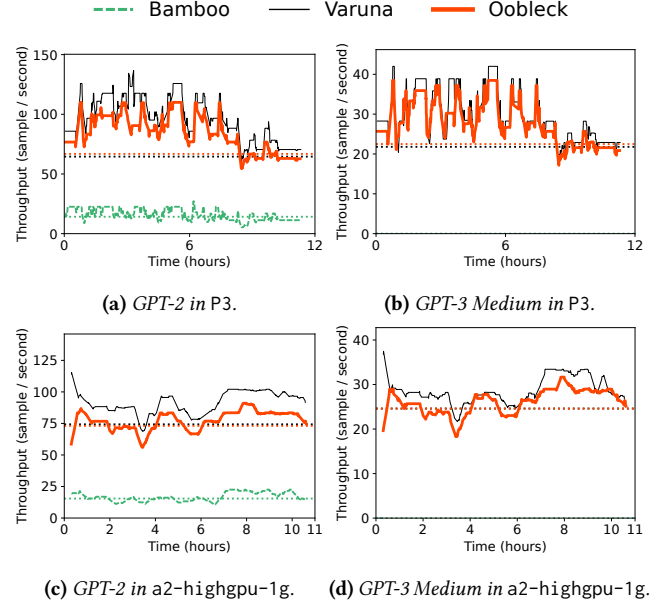 Bamboo Varuna Oobleck
150
100
50
0
Throughput (sample / second)
0 6 12
Time (hours)
(a) GPT-2 in P3.
40
30
20
10
0
Throughput (sample / second)
0 6 12
Time (hours)
(b) GPT-3 Medium in P3.
125
100
75
50
25
0
Throughput (sample / second)
0 2 4 6 8 10 11
Time (hours)
(c) GPT-2 in a2-highgpu-1g.
40
30
20
10
0
Throughput (sample / second)
0 2 4 6 8 10 11
Time (hours)
(d) GPT-3 Medium in a2-highgpu-1g.